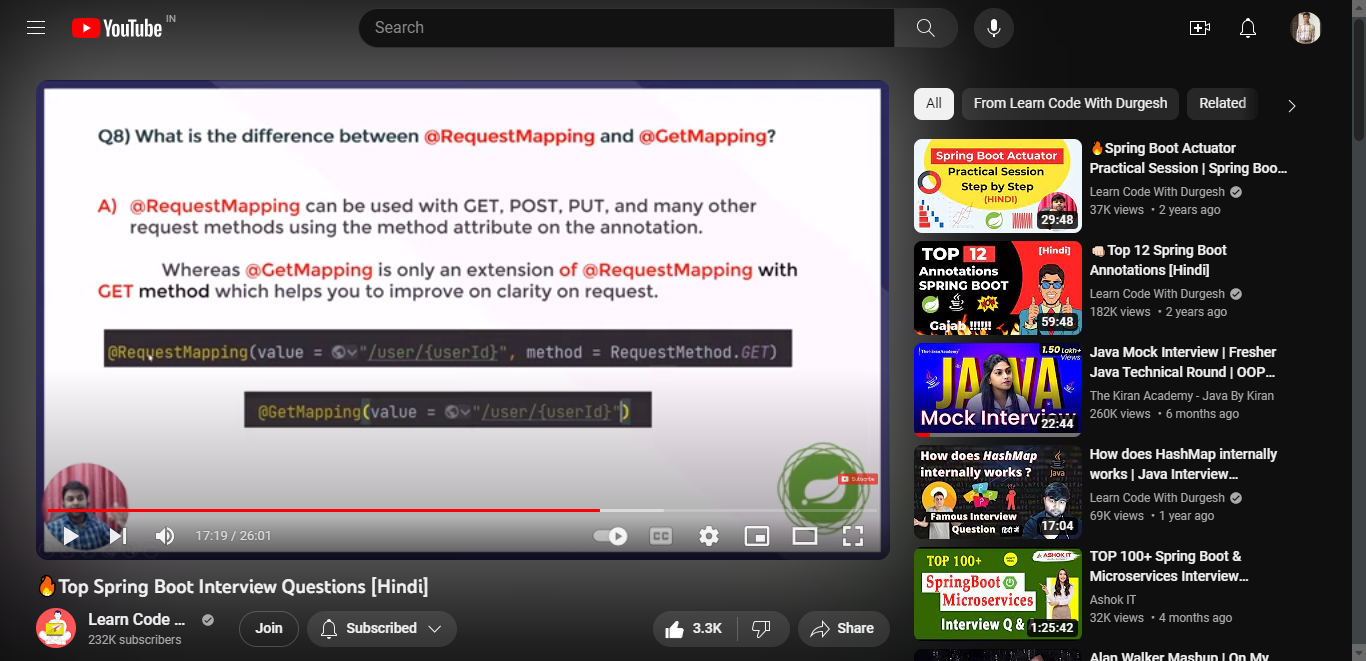 YouTube IN
Search
Q8) What is the difference between @RequestMapping and @GetMapping?
A) @RequestMapping can be used with GET, POST, PUT, and many other
request methods using the method attribute on the annotation.
Whereas @GetMapping is only an extension of @RequestMapping with
GET method which helps you to improve on clarity on request.
@RequestMapping(value = "/user/{userId}", method = RequestMethod.GET)
@GetMapping(value = "/user/{userId}")
Subscribe
17:19 / 26:01
CC
🔥Top Spring Boot Interview Questions [Hindi]
Learn Code ...
232K subscribers
Join
Subscribed
3.3K
Share
All
From Learn Code With Durgesh
Related
Spring Boot Actuator
Practical Session
Step by Step
(HINDI)
29:48
🔥Spring Boot Actuator
Practical Session | Spring Boo...
Learn Code With Durgesh
37K views • 2 years ago
TOP 12
[Hindi]
Annotations
SPRING BOOT
Gajab !!!!!!
59:48
👊🏻Top 12 Spring Boot
Annotations [Hindi]
Learn Code With Durgesh
182K views • 2 years ago
1.50 Lakh+
Views
JAVA
Mock Interview
22:44
Java Mock Interview | Fresher
Java Technical Round | OOP...
The Kiran Academy - Java By Kiran
260K views • 6 months ago
How does HashMap
internally works ?
Java
Famous Interview
Question
17:04
How does HashMap internally
works | Java Interview...
Learn Code With Durgesh
69K views • 1 year ago
TOP 100+
ASHOK IT
SpringBoot
Microservices
Interview Q &
1:25:42
TOP 100+ Spring Boot &
Microservices Interview...
Ashok IT
32K views • 4 months ago
Alan Walker Mashup | On My